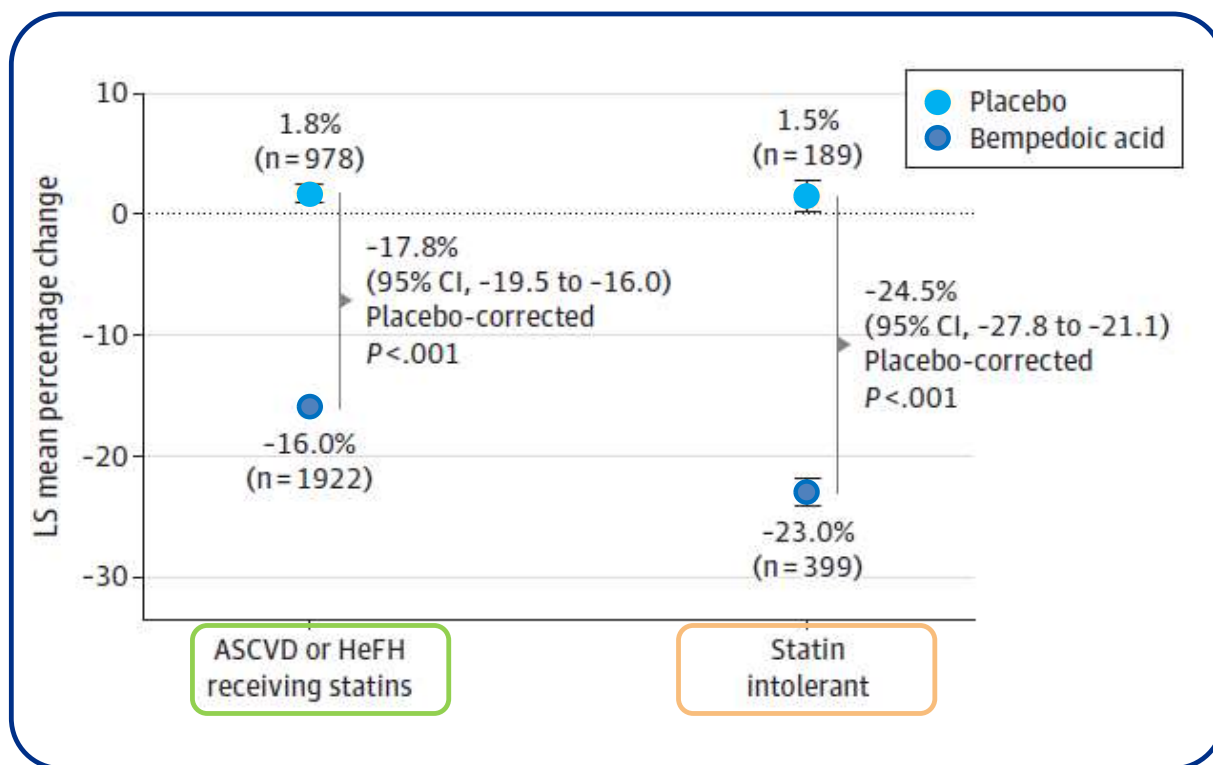 Placebo
Bempedoic acid
LS mean percentage change
10
0
-10
-20
-30
1.8%
(n=978)
-17.8%
(95% CI, -19.5 to -16.0)
Placebo-corrected
P<.001
-16.0%
(n=1922)
1.5%
(n=189)
-24.5%
(95% CI, -27.8 to -21.1)
Placebo-corrected
P<.001
-23.0%
(n=399)
ASCVD or HeFH
receiving statins
Statin
intolerant